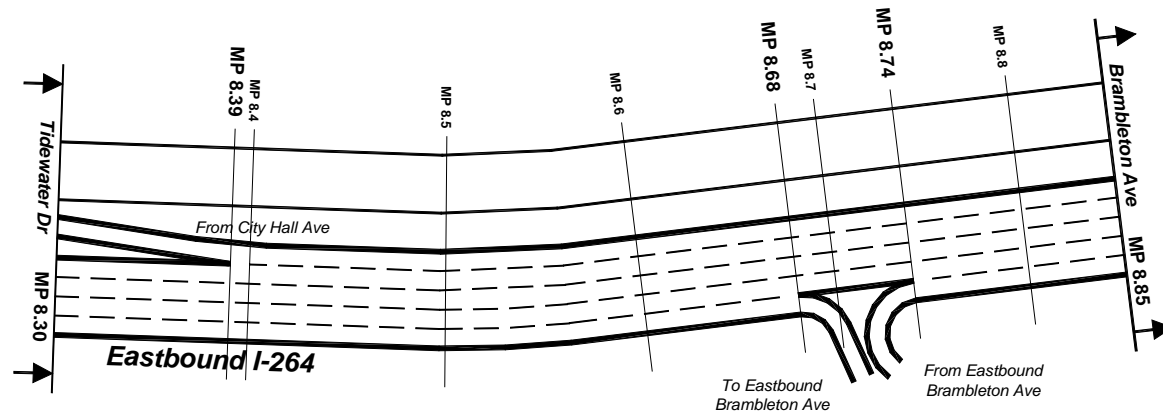 Tidewater Dr
MP 8.30
MP 8.39
MP 8.4
From City Hall Ave
Eastbound I-264
MP 8.5
MP 8.6
MP 8.68
MP 8.7
MP 8.74
MP 8.8
Brambleton Ave
MP 8.85
To Eastbound
Brambleton Ave
From Eastbound
Brambleton Ave